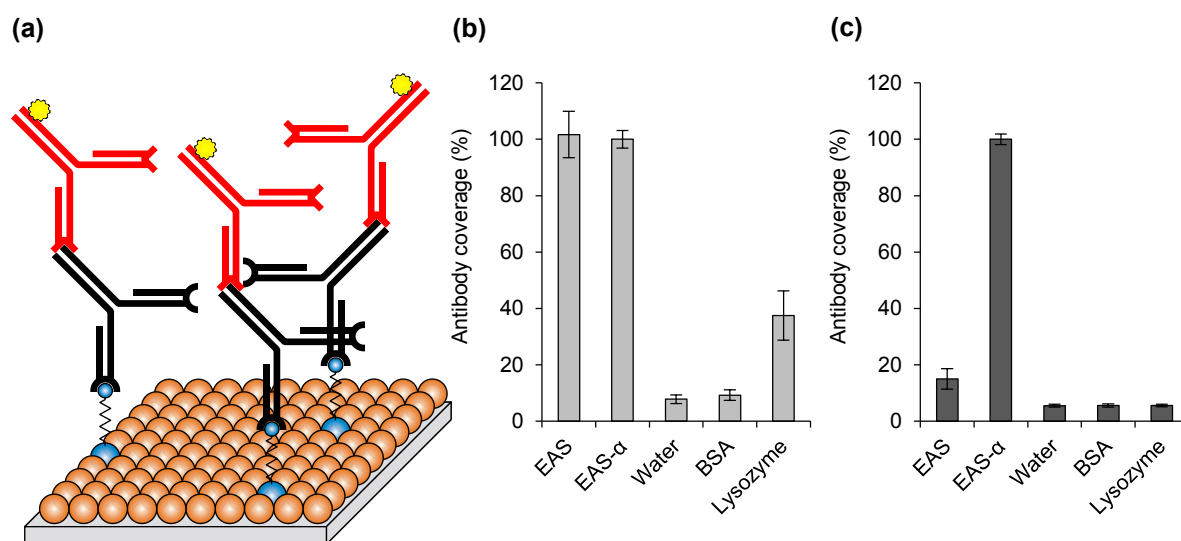 (a)
(b)
(c)
Antibody coverage (%)
120
100
80
60
40
20
0
EAS
EAS-α
Water
BSA
Lysozyme
Antibody coverage (%)
120
100
80
60
40
20
0
EAS
EAS-α
Water
BSA
Lysozyme